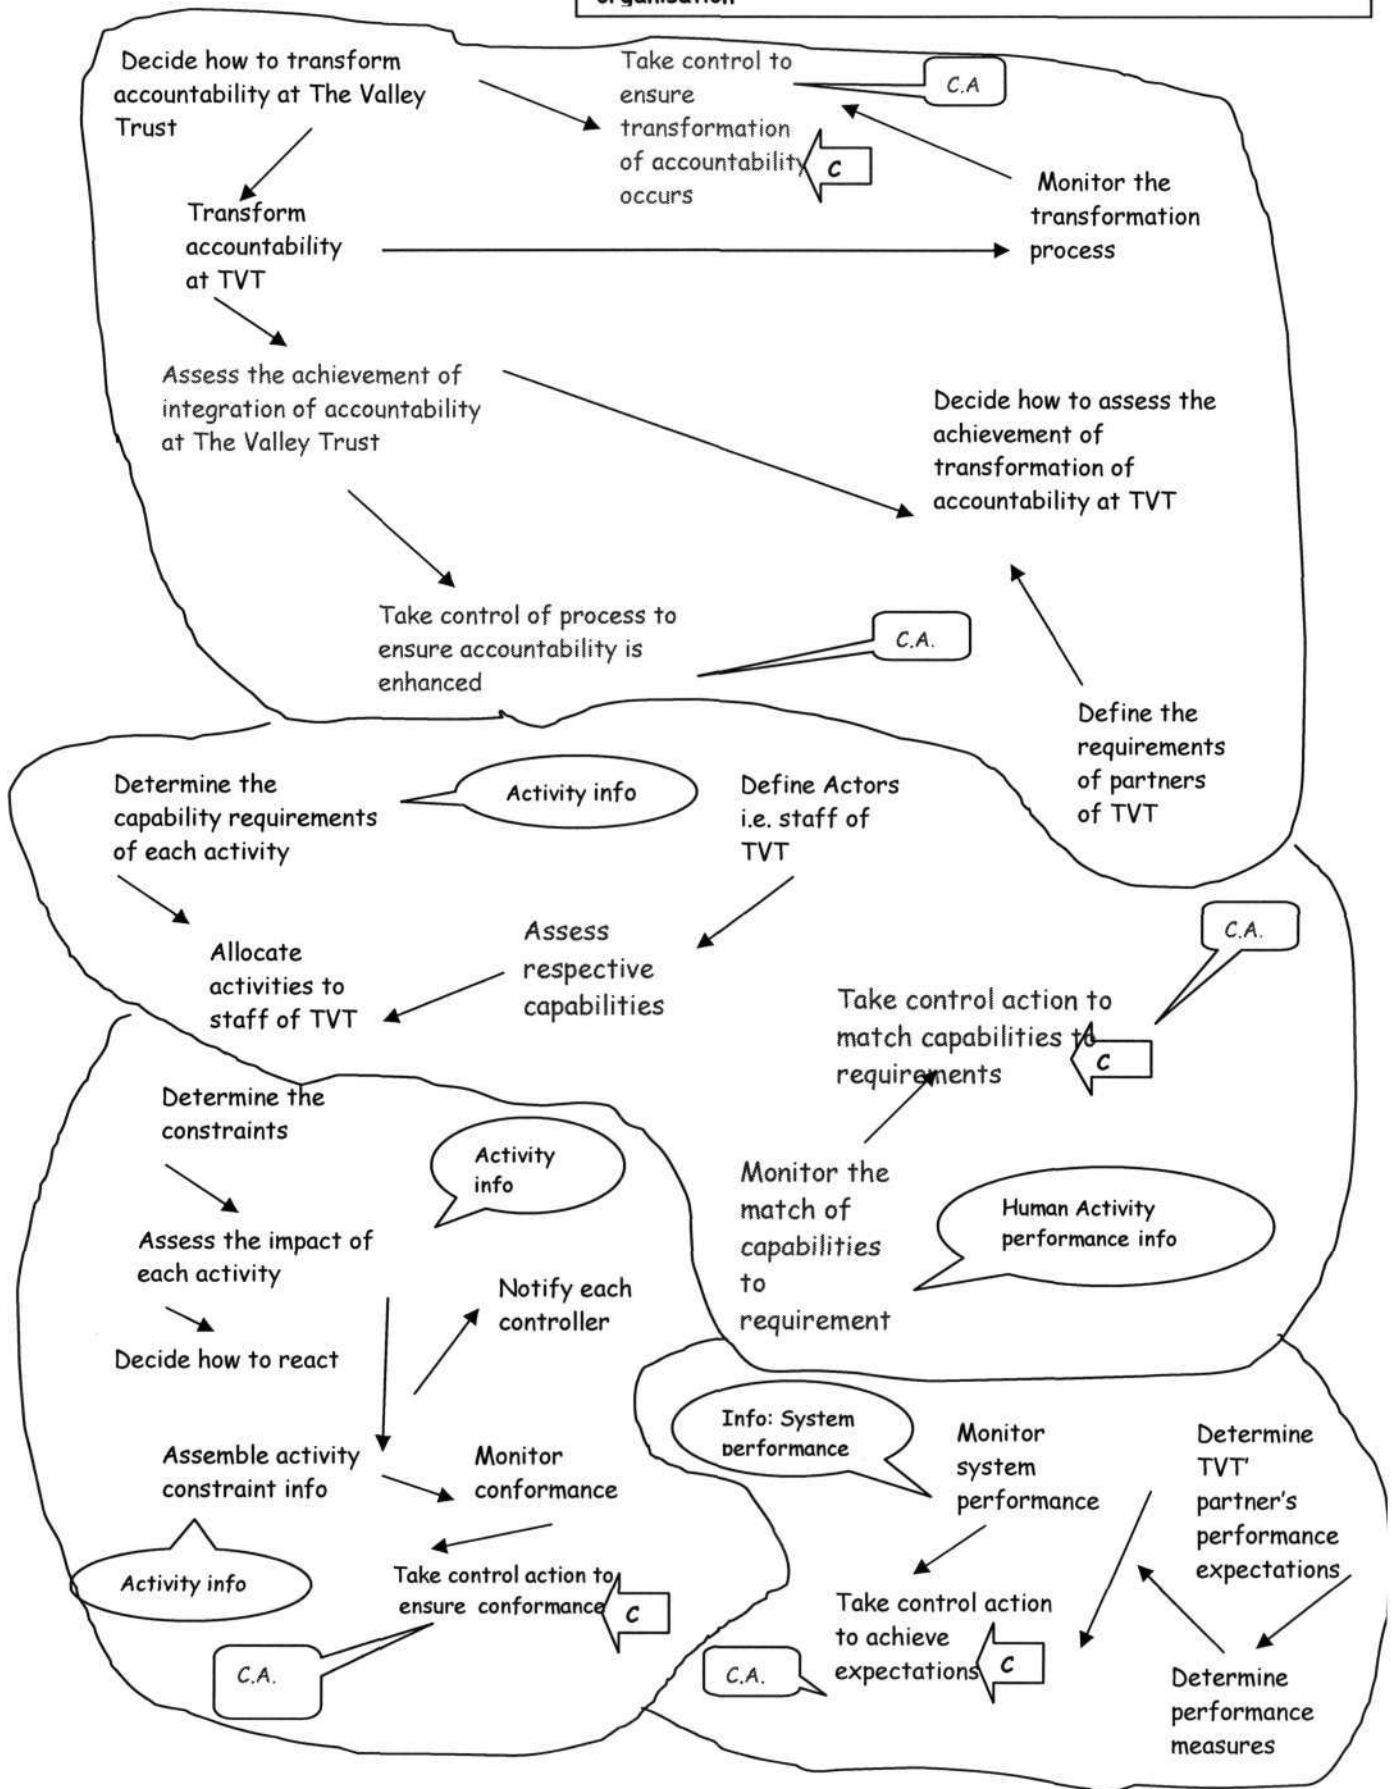 organisation
Decide how to transform
accountability at The Valley
Trust
Take control to
ensure
transformation
of accountability
occurs
C.A
C
Monitor the
transformation
process
Transform
accountability
at TVT
Assess the achievement of
integration of accountability
at The Valley Trust
Decide how to assess the
achievement of
transformation of
accountability at TVT
Take control of process to
ensure accountability is
enhanced
C.A.
Define the
requirements
of partners
of TVT
Determine the
capability requirements
of each activity
Activity info
Define Actors
i.e. staff of
TVT
Allocate
activities to
staff of TVT
Assess
respective
capabilities
C.A.
Take control action to
match capabilities to
requirements
C
Determine the
constraints
Activity
info
Monitor the
match of
capabilities
to
requirement
Human Activity
performance info
Assess the impact of
each activity
Notify each
controller
Decide how to react
Info: System
performance
Monitor
system
performance
Determine
TVT'
partner's
performance
expectations
Assemble activity
constraint info
Monitor
conformance
Activity info
Take control action to
ensure conformance
C
C.A.
Take control action
to achieve
expectations
C
C.A.
Determine
performance
measures